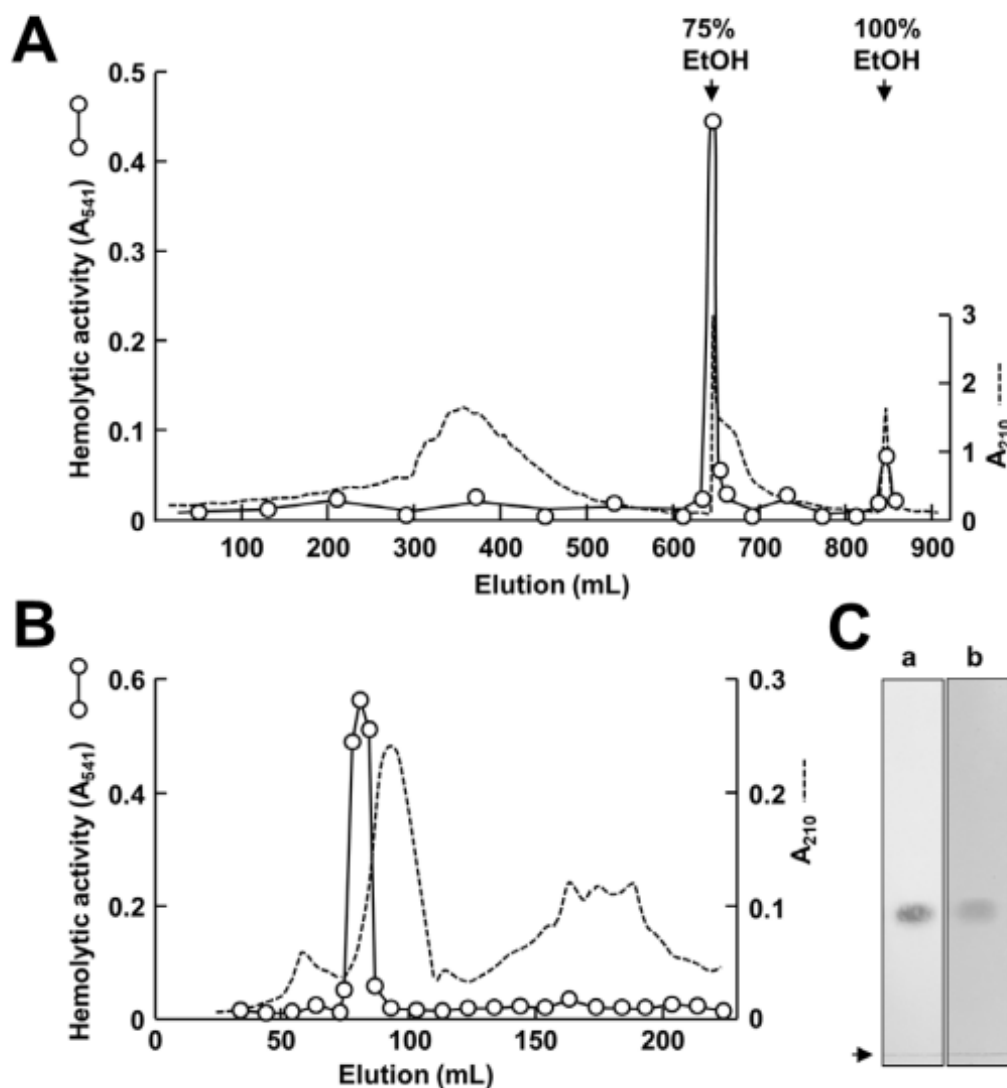 A
75% EtOH
100% EtOH
Hemolytic activity (A541)
0.5
0.4
0.3
0.2
0.1
0
3
2
1
0
A210
100 200 300 400 500 600 700 800 900
Elution (mL)
B
Hemolytic activity (A541)
0.6
0.4
0.2
0
0.3
0.2
0.1
0
A210
0 50 100 150 200
Elution (mL)
C
a b